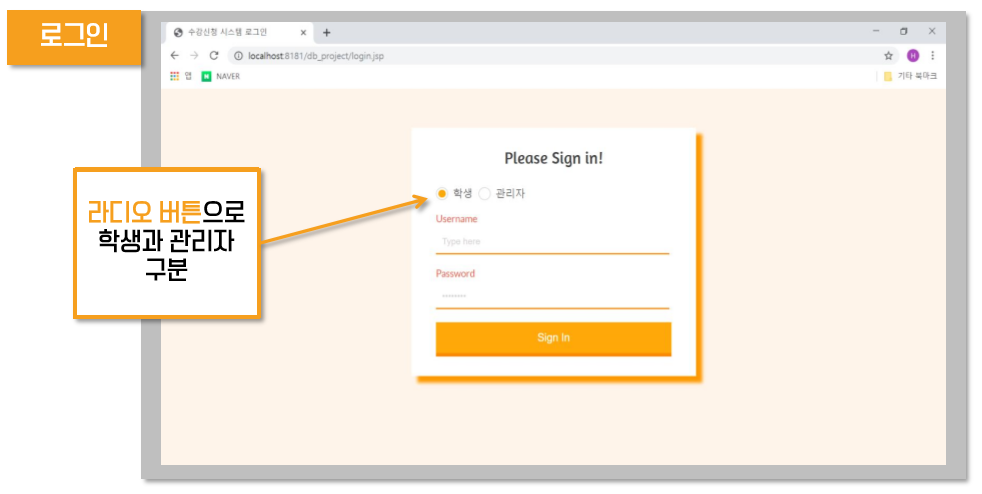 로그인
수강신청 시스템 로그인
localhost:8181/db_project/login.jsp
H
앱
NAVER
기타 북마크
Please Sign in!
학생 관리자
라디오 버튼으로
학생과 관리자
구분
Username
Type here
Password
Sign In